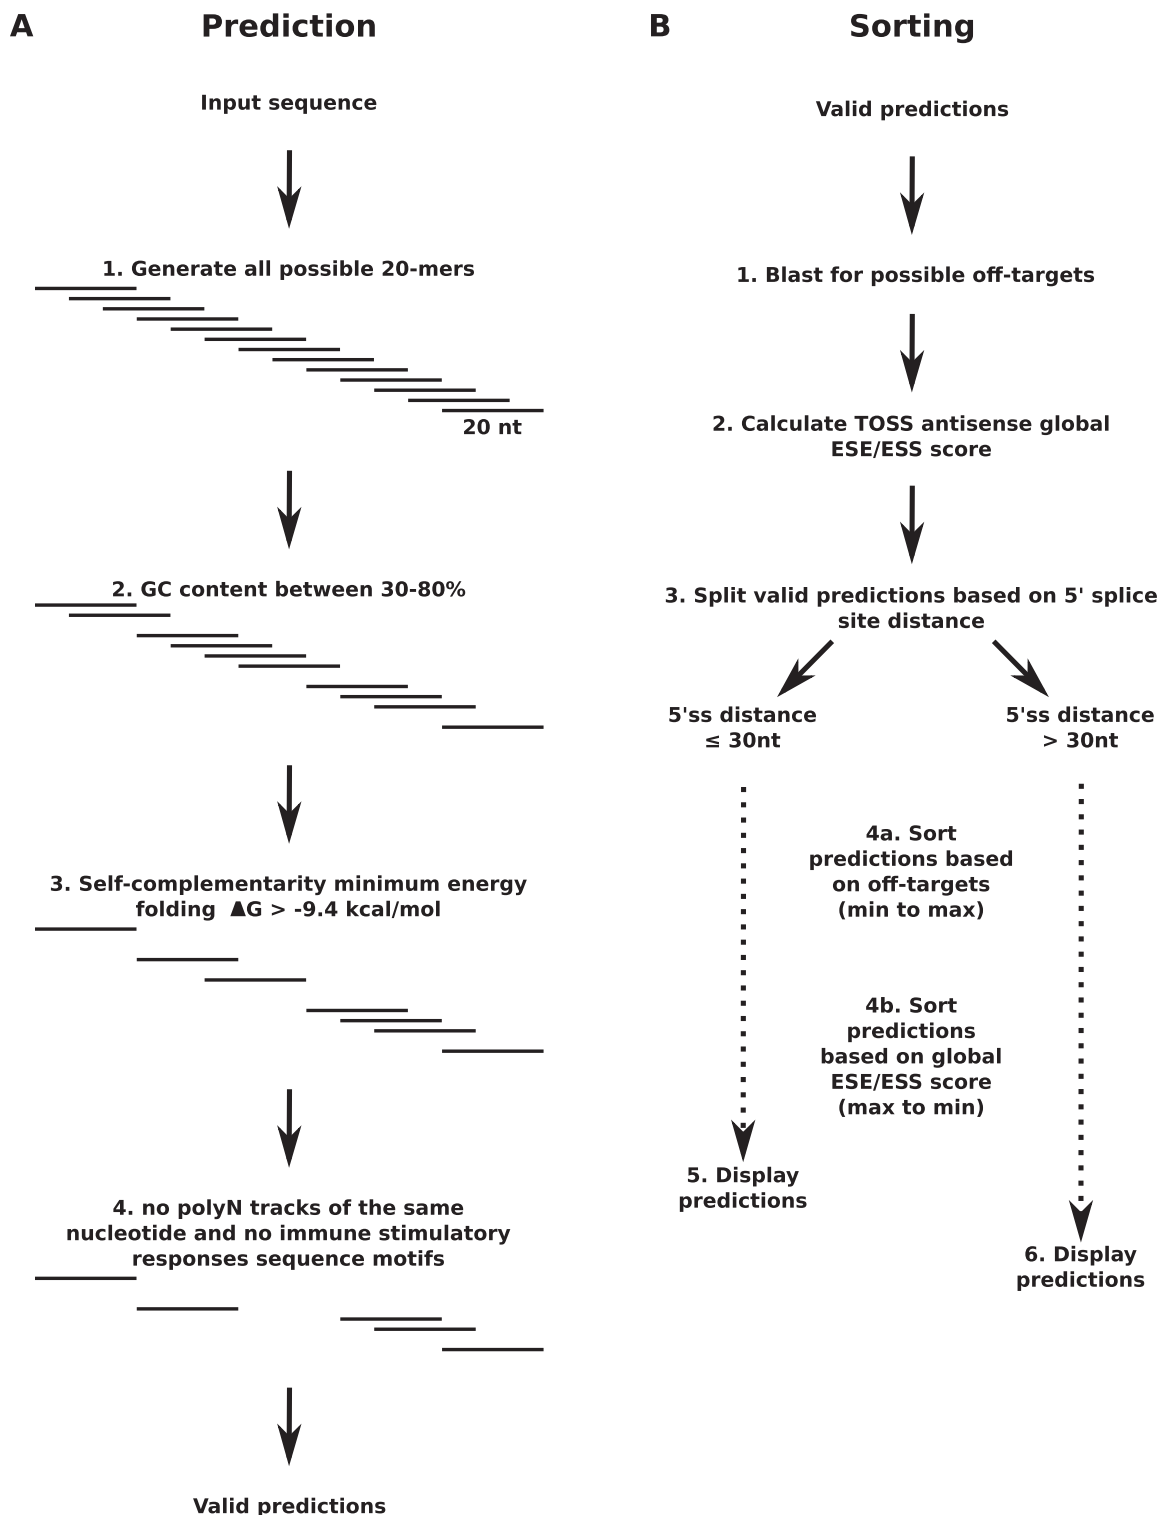 A
Prediction
Input sequence
1. Generate all possible 20-mers
20 nt
2. GC content between 30-80%
3. Self-complementarity minimum energy
folding ΔG > -9.4 kcal/mol
4. no polyN tracks of the same
nucleotide and no immune stimulatory
responses sequence motifs
Valid predictions
B
Sorting
Valid predictions
1. Blast for possible off-targets
2. Calculate TOSS antisense global
ESE/ESS score
3. Split valid predictions based on 5' splice
site distance
5'ss distance
≤ 30nt
5'ss distance
> 30nt
4a. Sort
predictions based
on off-targets
(min to max)
4b. Sort
predictions
based on global
ESE/ESS score
(max to min)
5. Display
predictions
6. Display
predictions